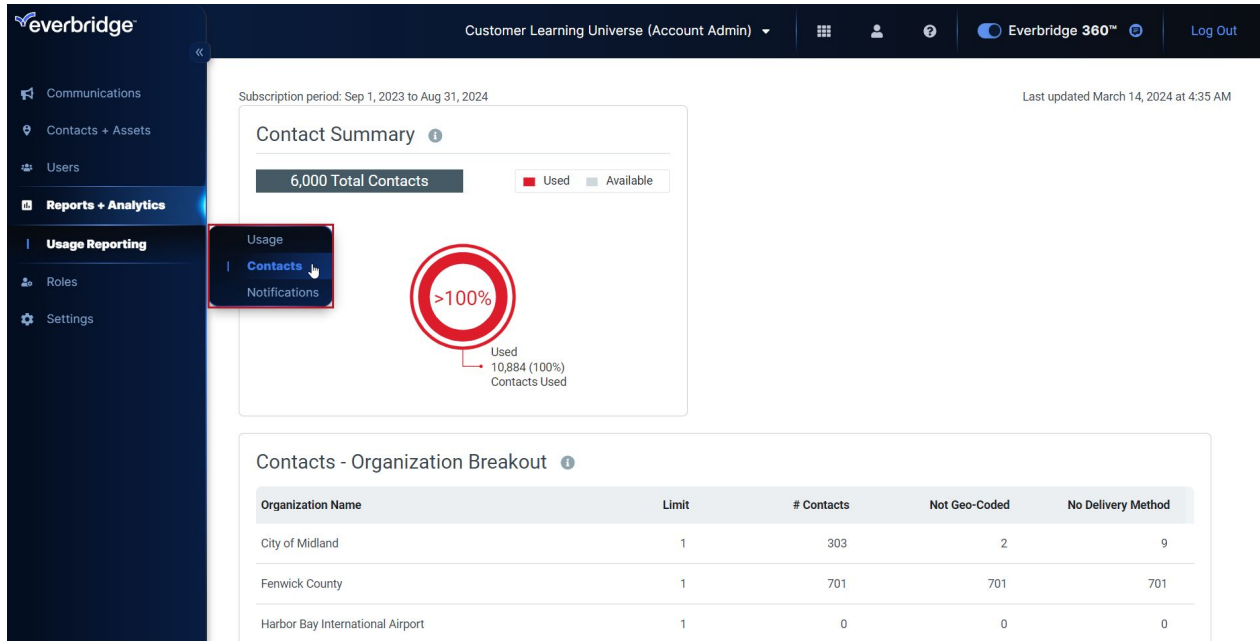 everbridge™
Customer Learning Universe (Account Admin)
Everbridge 360™
Log Out
«
Communications
Contacts + Assets
Users
Reports + Analytics
Usage Reporting
Roles
Settings
Usage
Contacts
Notifications
Subscription period: Sep 1, 2023 to Aug 31, 2024
Last updated March 14, 2024 at 4:35 AM
Contact Summary
6,000 Total Contacts
Used Available
>100%
Used
10,884 (100%)
Contacts Used
Contacts - Organization Breakout
Organization Name Limit # Contacts Not Geo-Coded No Delivery Method
City of Midland 1 303 2 9
Fenwick County 1 701 701 701
Harbor Bay International Airport 1 0 0 0